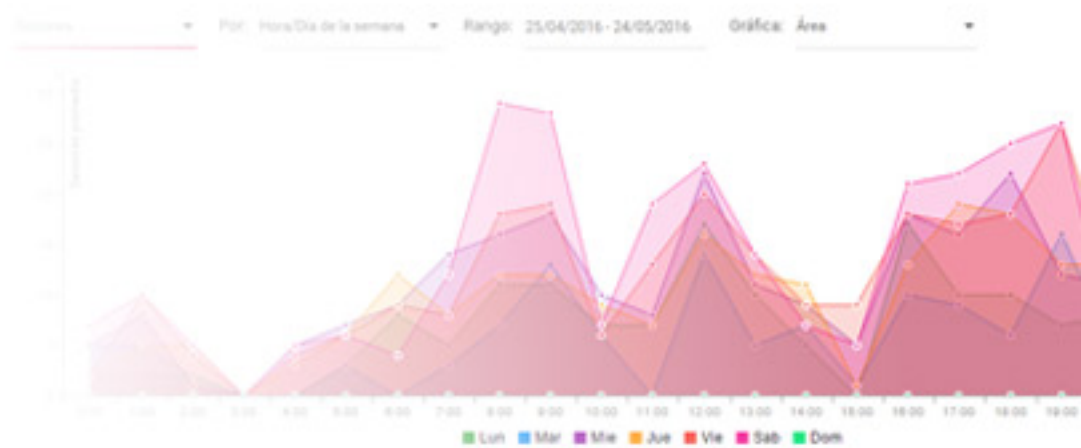 Por: Hora/Día de la semana Rango: 25/04/2016 - 24/05/2016 Gráfica: Área
3:00 4:00 5:00 6:00 7:00 8:00 9:00 10:00 11:00 12:00 13:00 14:00 15:00 16:00 17:00 18:00 19:00
Lun Mar Mie Jue Vie Sab Dom